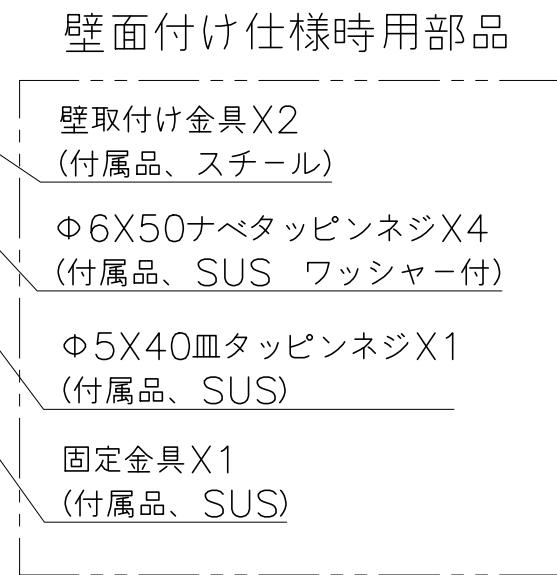 壁面付け仕様時用部品
壁取付け金具X2
(付属品、スチール)
Φ6X50ナベタッピンネジX4
(付属品、SUS　ワッシャー付)
Φ5X40皿タッピンネジX1
(付属品、SUS)
固定金具X1
(付属品、SUS)